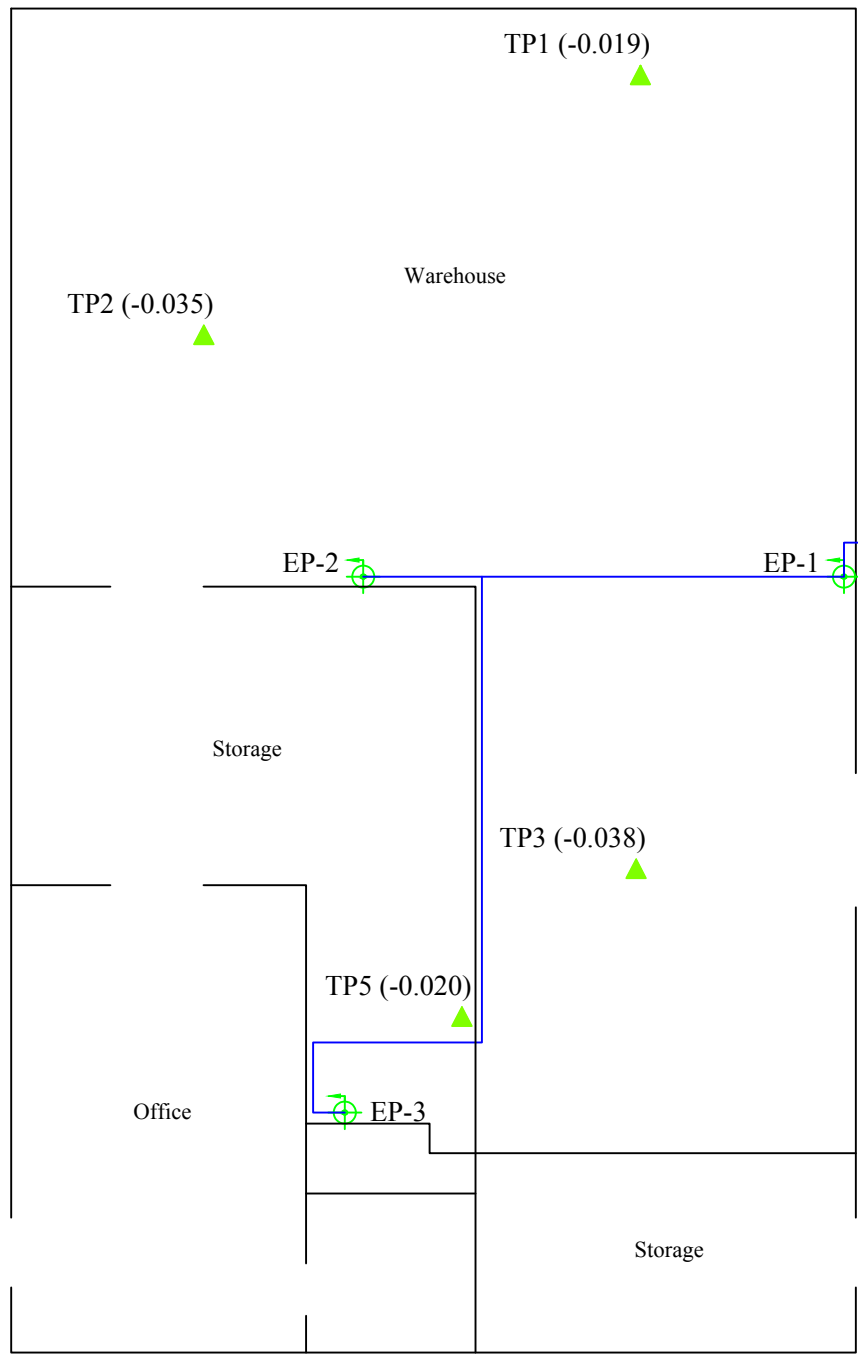 TP1 (-0.019)
Warehouse
TP2 (-0.035)
EP-2
EP-1
Storage
TP3 (-0.038)
TP5 (-0.020)
Office
EP-3
Storage